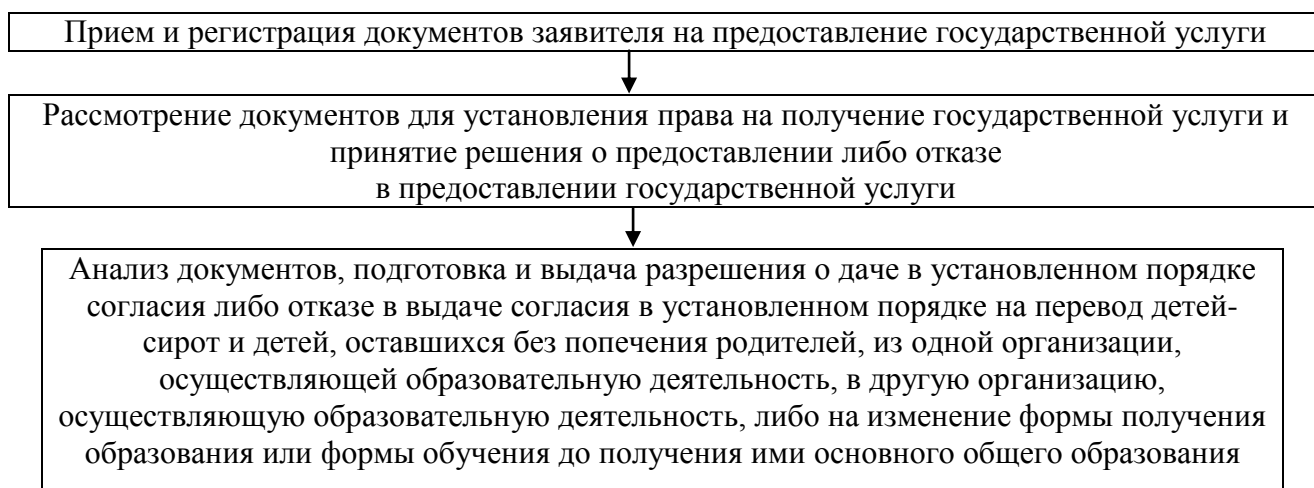 Прием и регистрация документов заявителя на предоставление государственной услуги
Рассмотрение документов для установления права на получение государственной услуги и
принятие решения о предоставлении либо отказе
в предоставлении государственной услуги
Анализ документов, подготовка и выдача разрешения о даче в установленном порядке
согласия либо отказе в выдаче согласия в установленном порядке на перевод детей-
сирот и детей, оставшихся без попечения родителей, из одной организации,
осуществляющей образовательную деятельность, в другую организацию,
осуществляющую образовательную деятельность, либо на изменение формы получения
образования или формы обучения до получения ими основного общего образования